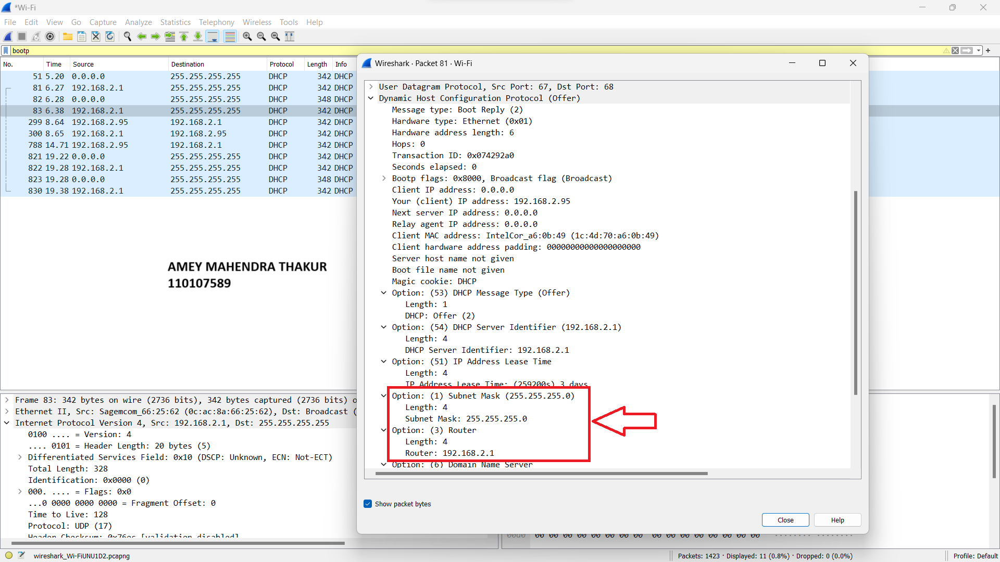 *Wi-Fi
File Edit View Go Capture Analyze Statistics Telephony Wireless Tools Help
bootp
No. Time Source Destination Protocol Length Info
51 5.20 0.0.0.0 255.255.255.255 DHCP 342 DHCP
81 6.27 192.168.2.1 255.255.255.255 DHCP 342 DHCP
82 6.28 0.0.0.0 255.255.255.255 DHCP 348 DHCP
83 6.38 192.168.2.1 255.255.255.255 DHCP 342 DHCP
299 8.64 192.168.2.95 192.168.2.1 DHCP 342 DHCP
300 8.65 192.168.2.1 192.168.2.95 DHCP 342 DHCP
788 14.71 192.168.2.95 192.168.2.1 DHCP 342 DHCP
821 19.22 0.0.0.0 255.255.255.255 DHCP 342 DHCP
822 19.28 192.168.2.1 255.255.255.255 DHCP 342 DHCP
823 19.28 0.0.0.0 255.255.255.255 DHCP 348 DHCP
830 19.38 192.168.2.1 255.255.255.255 DHCP 342 DHCP
AMEY MAHENDRA THAKUR
110107589
Frame 83: 342 bytes on wire (2736 bits), 342 bytes captured (2736 bits) o
Ethernet II, Src: Sagemcom_66:25:62 (0c:ac:8a:66:25:62), Dst: Broadcast (
Internet Protocol Version 4, Src: 192.168.2.1, Dst: 255.255.255.255
0100 .... = Version: 4
.... 0101 = Header Length: 20 bytes (5)
Differentiated Services Field: 0x10 (DSCP: Unknown, ECN: Not-ECT)
Total Length: 328
Identification: 0x0000 (0)
000. .... = Flags: 0x0
...0 0000 0000 0000 = Fragment Offset: 0
Time to Live: 128
Protocol: UDP (17)
Header Checksum: 0x76ec [validation disabled]
Wireshark · Packet 81 · Wi-Fi
User Datagram Protocol, Src Port: 67, Dst Port: 68
Dynamic Host Configuration Protocol (Offer)
Message type: Boot Reply (2)
Hardware type: Ethernet (0x01)
Hardware address length: 6
Hops: 0
Transaction ID: 0x074292a0
Seconds elapsed: 0
Bootp flags: 0x8000, Broadcast flag (Broadcast)
Client IP address: 0.0.0.0
Your (client) IP address: 192.168.2.95
Next server IP address: 0.0.0.0
Relay agent IP address: 0.0.0.0
Client MAC address: IntelCor_a6:0b:49 (1c:4d:70:a6:0b:49)
Client hardware address padding: 00000000000000000000
Server host name not given
Boot file name not given
Magic cookie: DHCP
Option: (53) DHCP Message Type (Offer)
Length: 1
DHCP: Offer (2)
Option: (54) DHCP Server Identifier (192.168.2.1)
Length: 4
DHCP Server Identifier: 192.168.2.1
Option: (51) IP Address Lease Time
Length: 4
IP Address Lease Time: (259200s) 3 days
Option: (1) Subnet Mask (255.255.255.0)
Length: 4
Subnet Mask: 255.255.255.0
Option: (3) Router
Length: 4
Router: 192.168.2.1
Option: (6) Domain Name Server
Show packet bytes
Close Help
00d0 00 00 00 00 00 00 00 00 00 00 00 00 00 00 00 00 ········ ········
wireshark_Wi-FiUNU1D2.pcapng
Packets: 1423 · Displayed: 11 (0.8%) · Dropped: 0 (0.0%)
Profile: Default